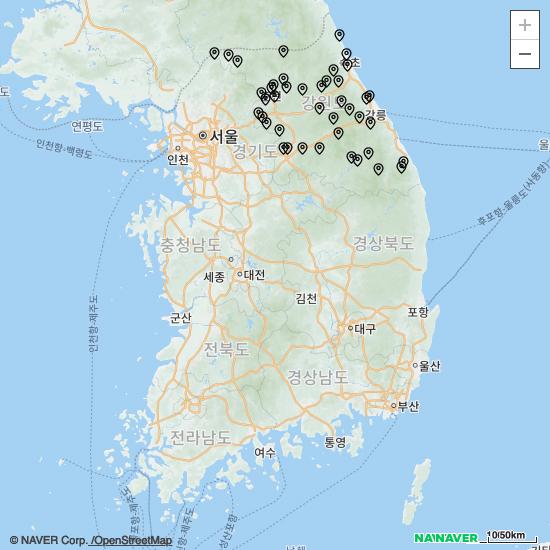 +
−
초
강원
강릉
연평도
서울
인천
인천항-백령도
경기도
울
후포항-울릉도(사동항)
충청남도
경상북도
세종
대전
인천항-제주도
김천
군산
포항
대구
전북도
경상남도
울산
부산
전라남도
여수
통영
© NAVER Corp. /OpenStreetMap
NAVER
10/50km